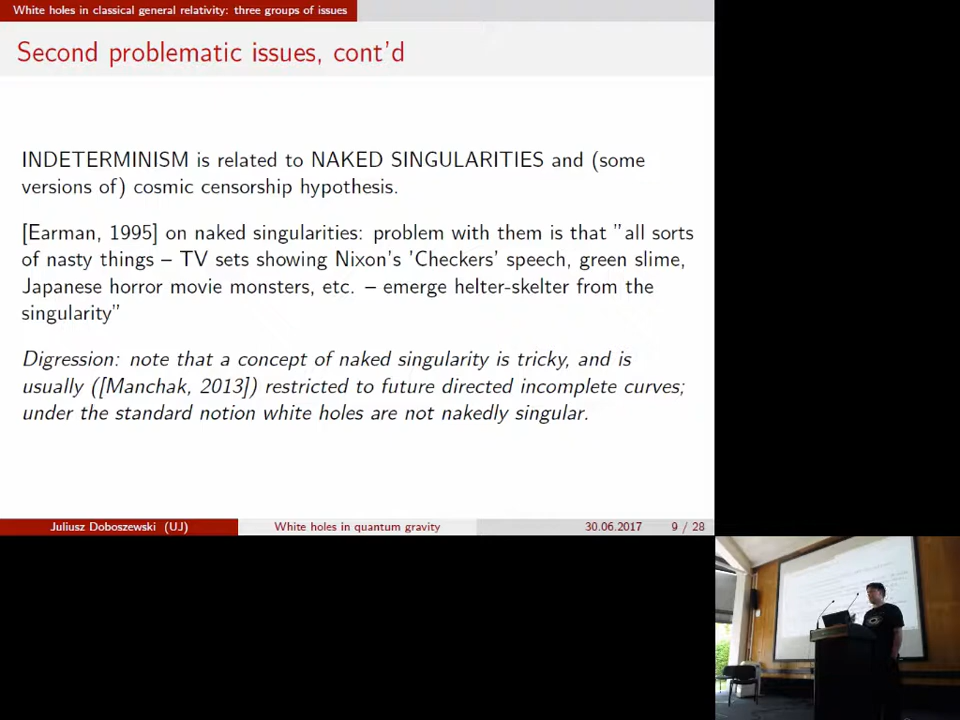 White holes in classical general relativity: three groups of issues
Second problematic issues, cont'd
INDETERMINISM is related to NAKED SINGULARITIES and (some
versions of) cosmic censorship hypothesis.
[Earman, 1995] on naked singularities: problem with them is that "all sorts
of nasty things – TV sets showing Nixon's 'Checkers' speech, green slime,
Japanese horror movie monsters, etc. – emerge helter-skelter from the
singularity"
Digression: note that a concept of naked singularity is tricky, and is
usually ([Manchak, 2013]) restricted to future directed incomplete curves;
under the standard notion white holes are not nakedly singular.
Juliusz Doboszewski (UJ) White holes in quantum gravity 30.06.2017 9 / 28